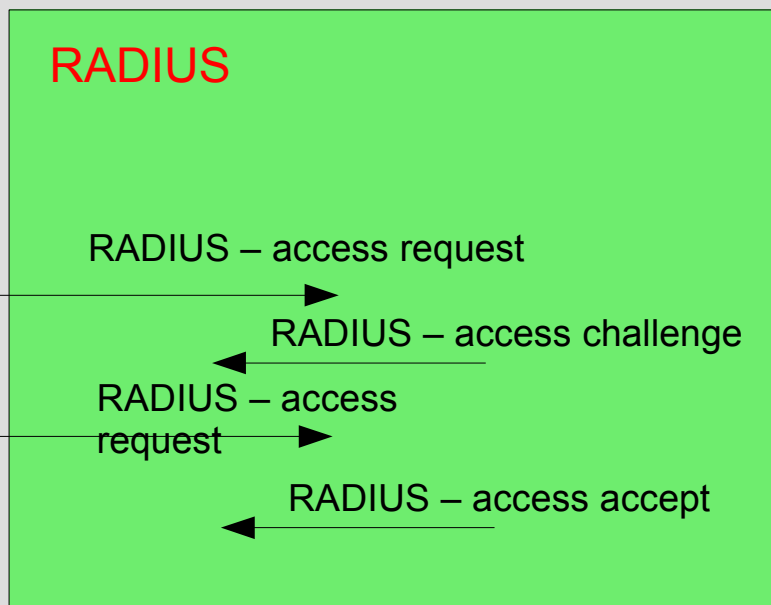 RADIUS
RADIUS – access request
RADIUS – access challenge
RADIUS – access
request
RADIUS – access accept